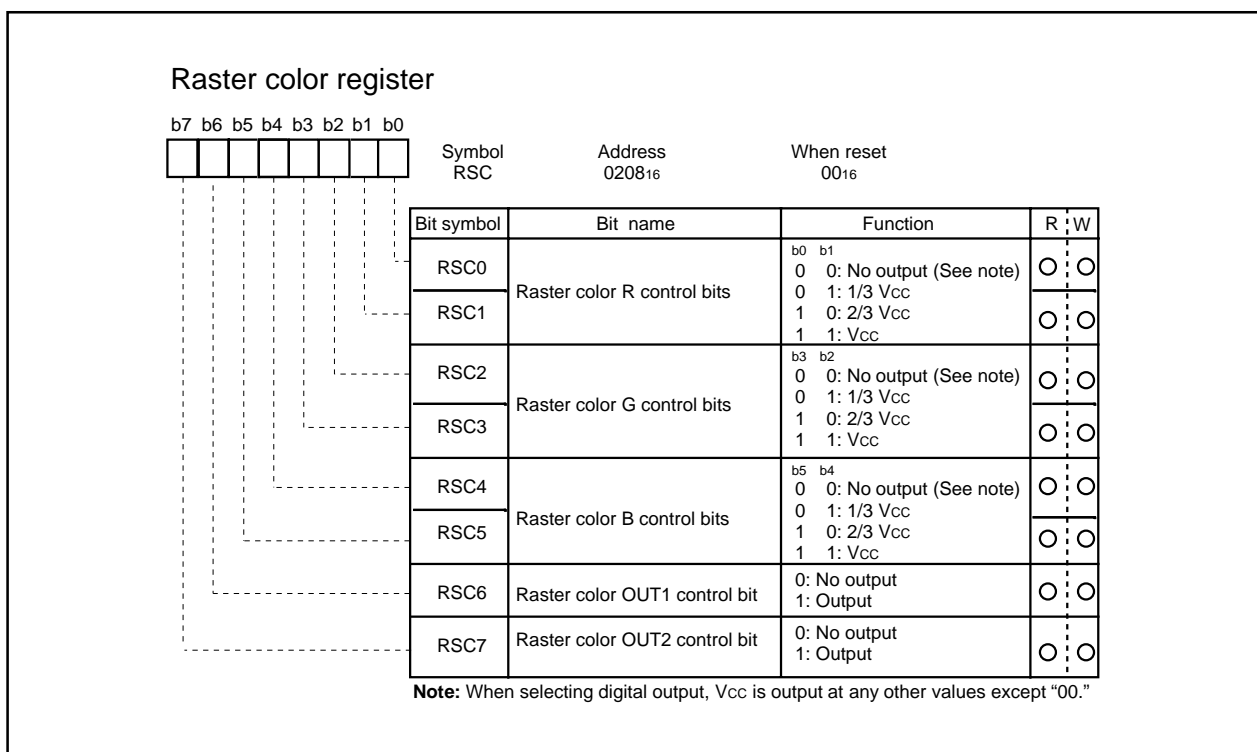 Raster color register
b7 b6 b5 b4 b3 b2 b1 b0
Symbol Address When reset
RSC 020816 0016
Bit symbol Bit name Function R W
RSC0
RSC1
Raster color R control bits
b0 b1
0 0: No output (See note)
0 1: 1/3 VCC
1 0: 2/3 VCC
1 1: VCC
RSC2
RSC3
Raster color G control bits
b3 b2
0 0: No output (See note)
0 1: 1/3 VCC
1 0: 2/3 VCC
1 1: VCC
RSC4
RSC5
Raster color B control bits
b5 b4
0 0: No output (See note)
0 1: 1/3 VCC
1 0: 2/3 VCC
1 1: VCC
RSC6 Raster color OUT1 control bit
0: No output
1: Output
RSC7 Raster color OUT2 control bit
0: No output
1: Output
Note: When selecting digital output, VCC is output at any other values except “00.”